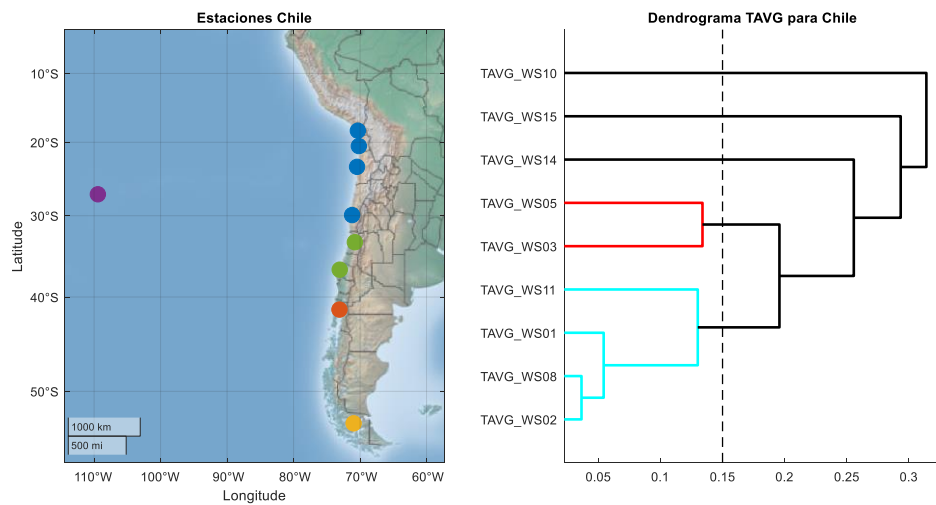 Estaciones Chile
10°S
20°S
30°S
40°S
50°S
Latitude
1000 km
500 mi
110°W
100°W
90°W
80°W
70°W
60°W
Longitude
Dendrograma TAVG para Chile
TAVG_WS10
TAVG_WS15
TAVG_WS14
TAVG_WS05
TAVG_WS03
TAVG_WS11
TAVG_WS01
TAVG_WS08
TAVG_WS02
0.05
0.1
0.15
0.2
0.25
0.3